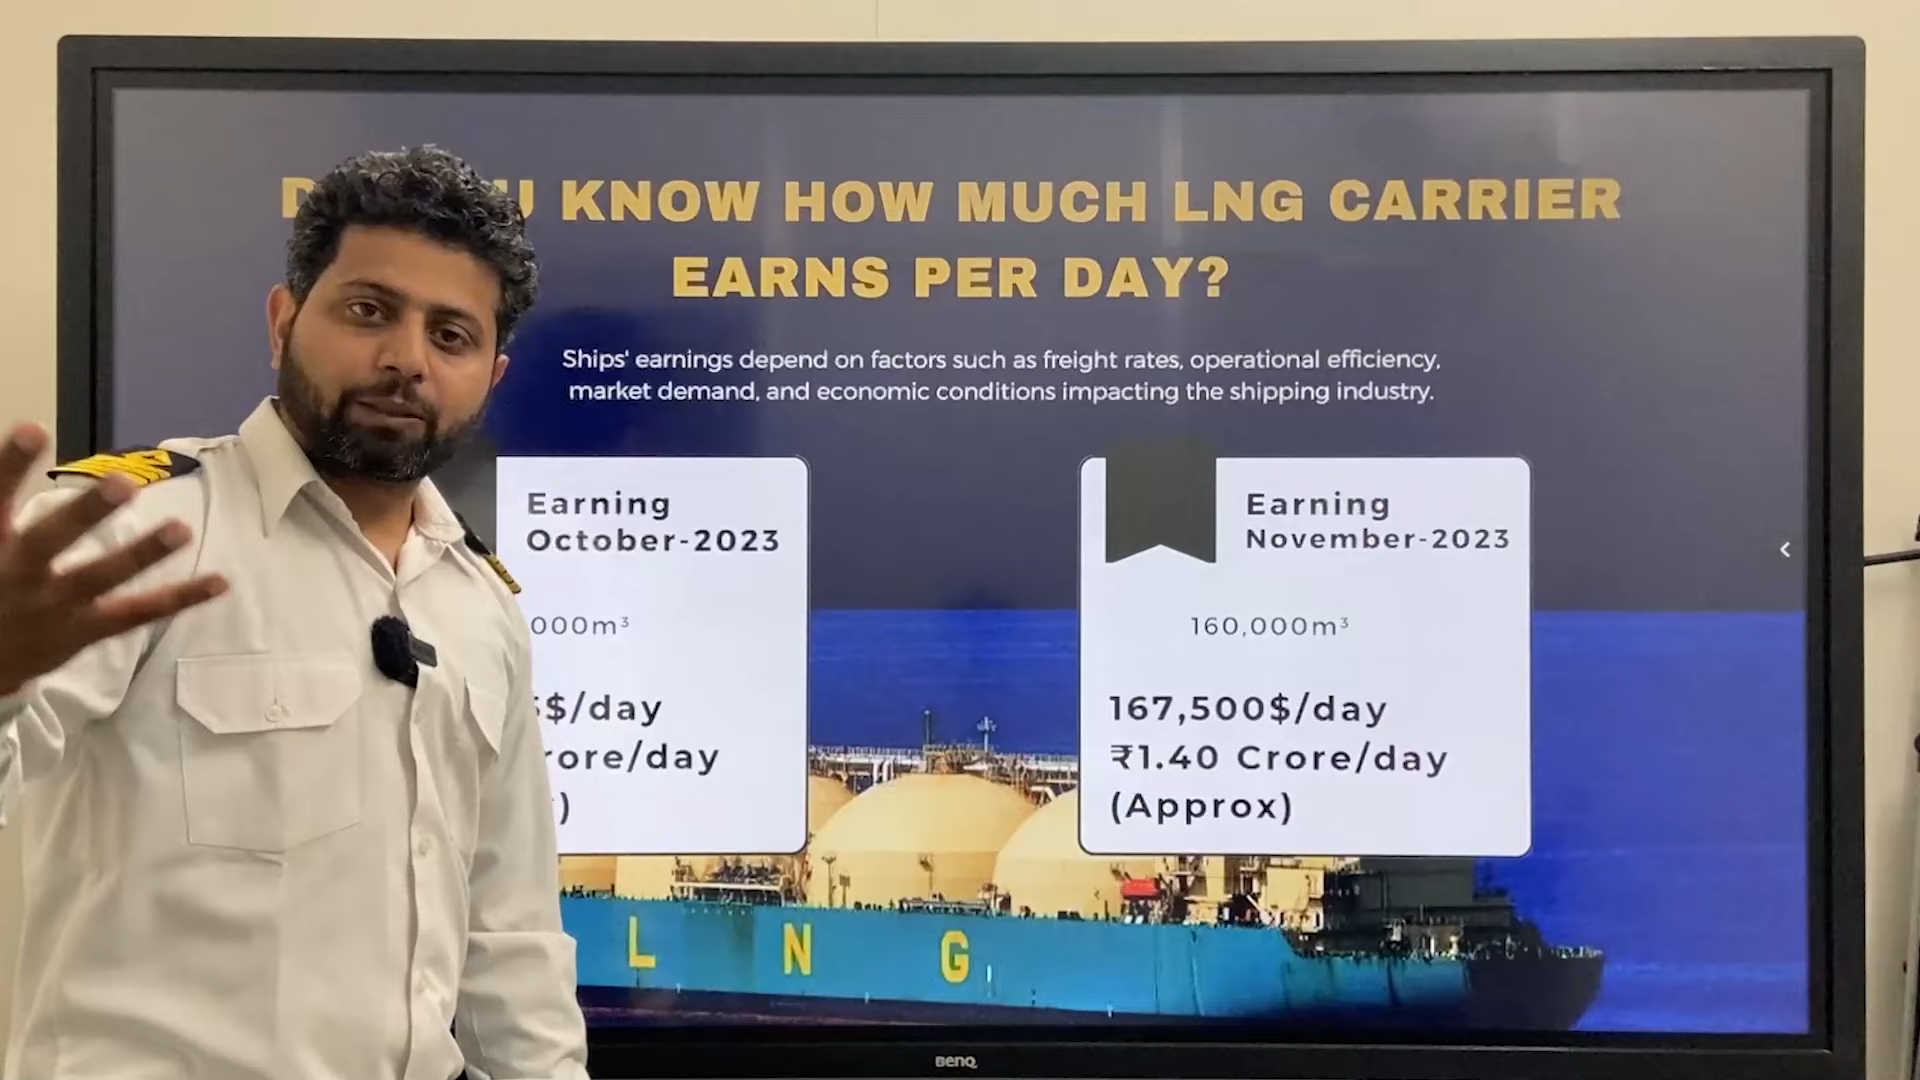 KNOW HOW MUCH LNG CARRIER
EARNS PER DAY?
Ships' earnings depend on factors such as freight rates, operational efficiency,
market demand, and economic conditions impacting the shipping industry.
Earning
October-2023
000m³
$/day
rore/day
)
Earning
November-2023
160,000m³
167,500$/day
₹1.40 Crore/day
(Approx)
L N G
BenQ